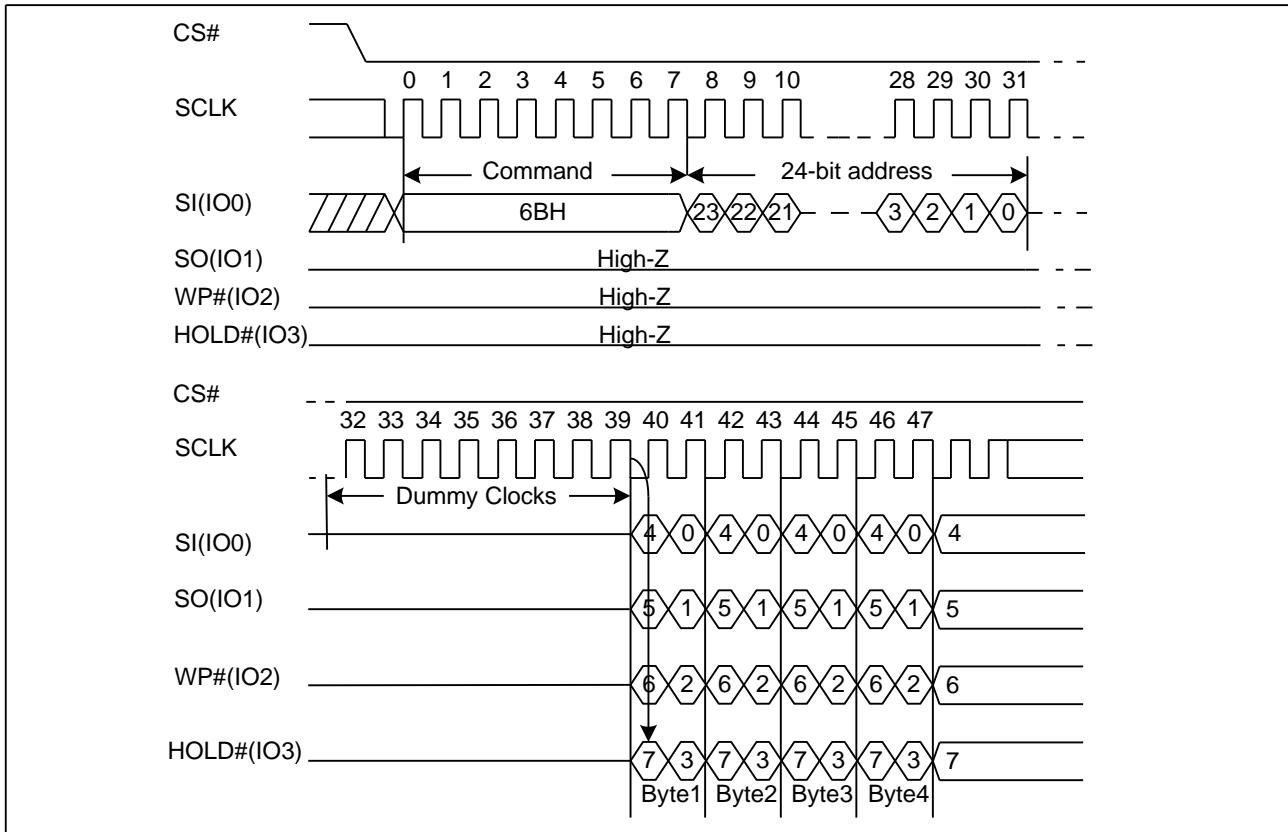 CS#
0 1 2 3 4 5 6 7 8 9 10 28 29 30 31
SCLK
Command 24-bit address
SI(IO0) 6BH 23 22 21 3 2 1 0
SO(IO1) High-Z
WP#(IO2) High-Z
HOLD#(IO3) High-Z
CS#
32 33 34 35 36 37 38 39 40 41 42 43 44 45 46 47
SCLK
Dummy Clocks
SI(IO0) 4 0 4 0 4 0 4 0 4
SO(IO1) 5 1 5 1 5 1 5 1 5
WP#(IO2) 6 2 6 2 6 2 6 2 6
HOLD#(IO3) 7 3 7 3 7 3 7 3 7
Byte1 Byte2 Byte3 Byte4